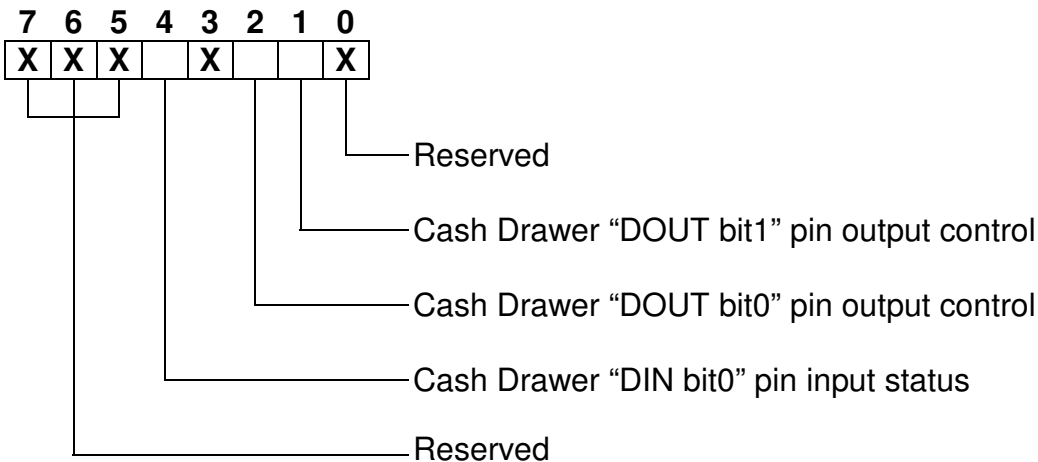 7 6 5 4 3 2 1 0
X X X X X
Reserved
Cash Drawer “DOUT bit1” pin output control
Cash Drawer “DOUT bit0” pin output control
Cash Drawer “DIN bit0” pin input status
Reserved